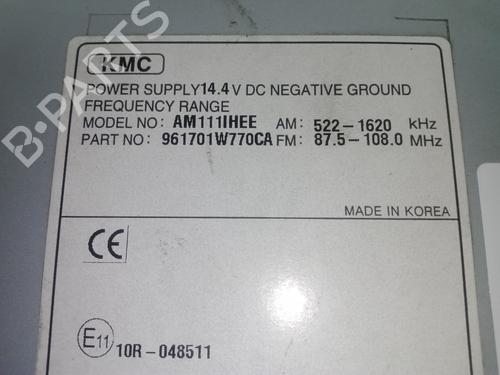 KMC
POWER SUPPLY14.4V DC NEGATIVE GROUND
FREQUENCY RANGE
MODEL NO: AM111IHEE AM: 522-1620 kHz
PART NO: 961701W770CA FM: 87.5-108.0 MHz
MADE IN KOREA
CE
E11 10R-048511
B-PARTS